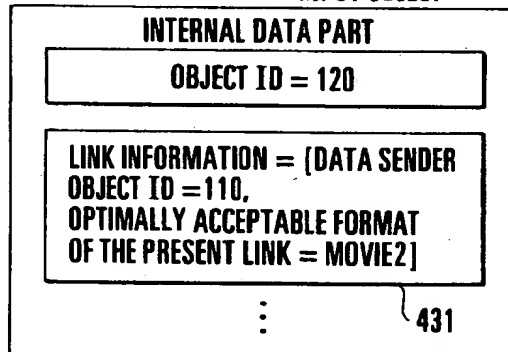 INTERNAL DATA PART
OBJECT ID = 120
LINK INFORMATION = [DATA SENDER
OBJECT ID =110,
OPTIMALLY ACCEPTABLE FORMAT
OF THE PRESENT LINK = MOVIE2]
431